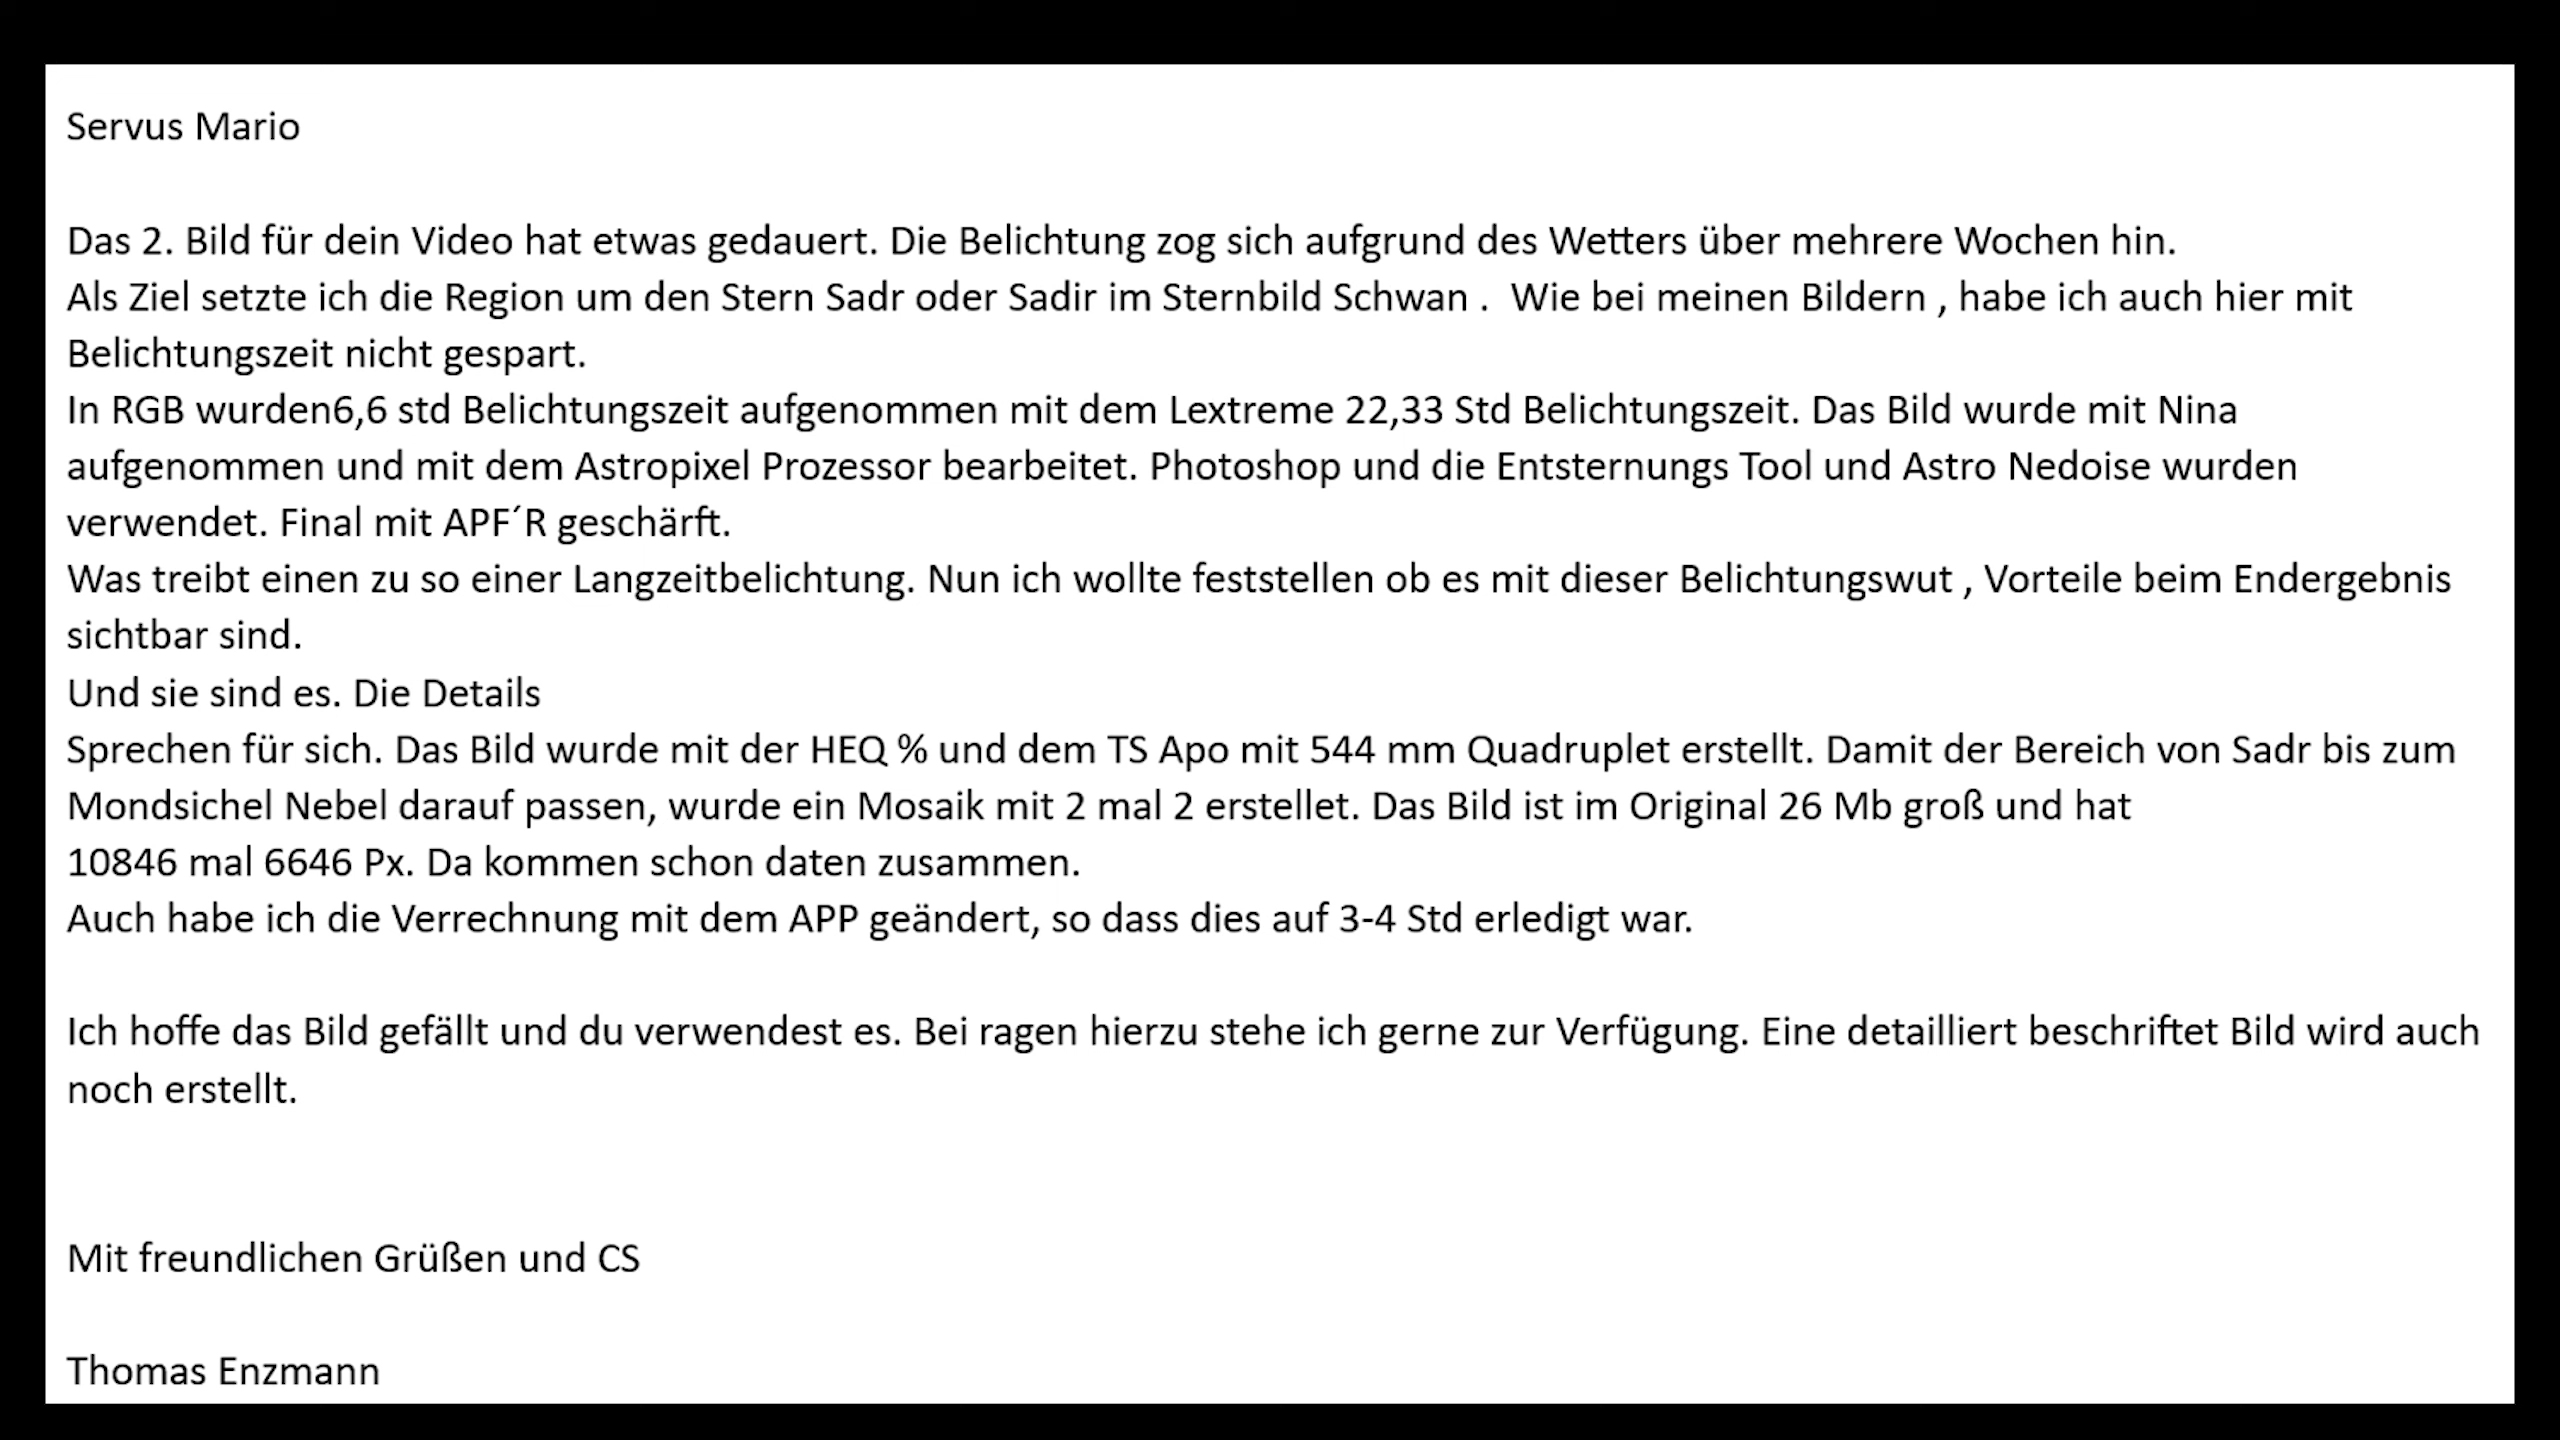 Servus Mario
Das 2. Bild für dein Video hat etwas gedauert. Die Belichtung zog sich aufgrund des Wetters über mehrere Wochen hin.
Als Ziel setzte ich die Region um den Stern Sadr oder Sadir im Sternbild Schwan .  Wie bei meinen Bildern , habe ich auch hier mit
Belichtungszeit nicht gespart.
In RGB wurden6,6 std Belichtungszeit aufgenommen mit dem Lextreme 22,33 Std Belichtungszeit. Das Bild wurde mit Nina
aufgenommen und mit dem Astropixel Prozessor bearbeitet. Photoshop und die Entsternungs Tool und Astro Nedoise wurden
verwendet. Final mit APF´R geschärft.
Was treibt einen zu so einer Langzeitbelichtung. Nun ich wollte feststellen ob es mit dieser Belichtungswut , Vorteile beim Endergebnis
sichtbar sind.
Und sie sind es. Die Details
Sprechen für sich. Das Bild wurde mit der HEQ % und dem TS Apo mit 544 mm Quadruplet erstellt. Damit der Bereich von Sadr bis zum
Mondsichel Nebel darauf passen, wurde ein Mosaik mit 2 mal 2 erstellet. Das Bild ist im Original 26 Mb groß und hat
10846 mal 6646 Px. Da kommen schon daten zusammen.
Auch habe ich die Verrechnung mit dem APP geändert, so dass dies auf 3-4 Std erledigt war.
Ich hoffe das Bild gefällt und du verwendest es. Bei ragen hierzu stehe ich gerne zur Verfügung. Eine detailliert beschriftet Bild wird auch
noch erstellt.
Mit freundlichen Grüßen und CS
Thomas Enzmann